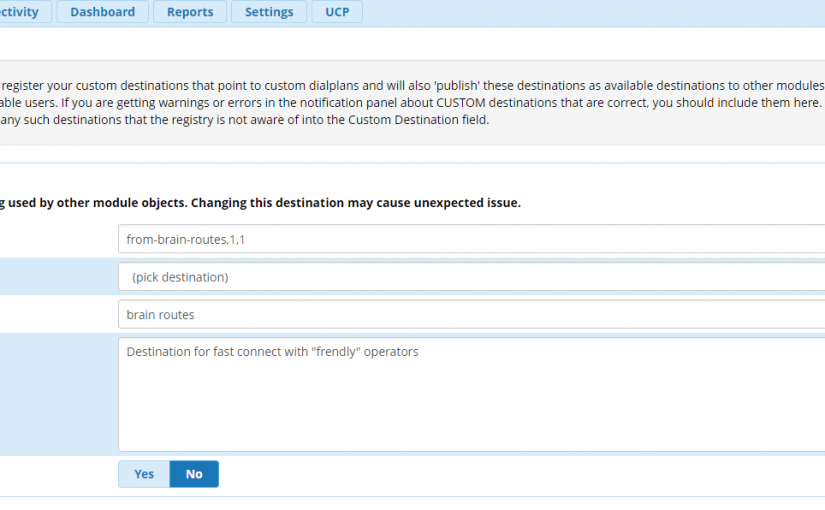 ctivity Dashboard Reports Settings UCP
register your custom destinations that point to custom dialplans and will also 'publish' these destinations as available destinations to other modules
able users. If you are getting warnings or errors in the notification panel about CUSTOM destinations that are correct, you should include them here.
any such destinations that the registry is not aware of into the Custom Destination field.
g used by other module objects. Changing this destination may cause unexpected issue.
from-brain-routes,1,1
(pick destination)
brain routes
Destination for fast connect with "frendly" operators
Yes No